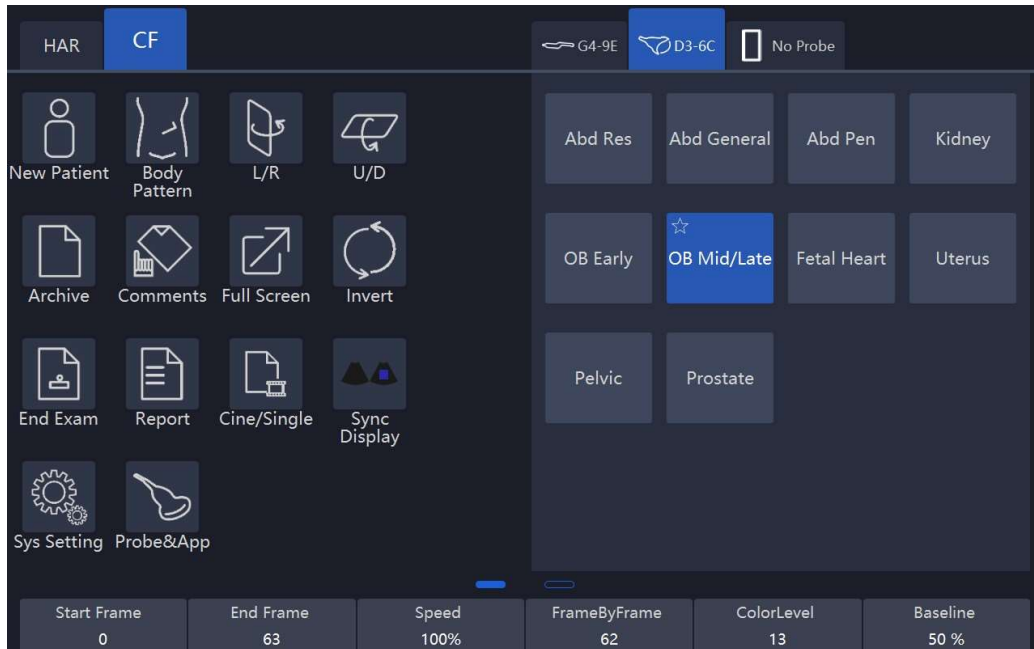 HAR
CF
G4-9E
D3-6C
No Probe
New Patient
Body
Pattern
L/R
U/D
Abd Res
Abd General
Abd Pen
Kidney
Archive
Comments
Full Screen
Invert
OB Early
OB Mid/Late
Fetal Heart
Uterus
End Exam
Report
Cine/Single
Sync
Display
Pelvic
Prostate
Sys Setting
Probe&App
Start Frame
0
End Frame
63
Speed
100%
FrameByFrame
62
ColorLevel
13
Baseline
50 %